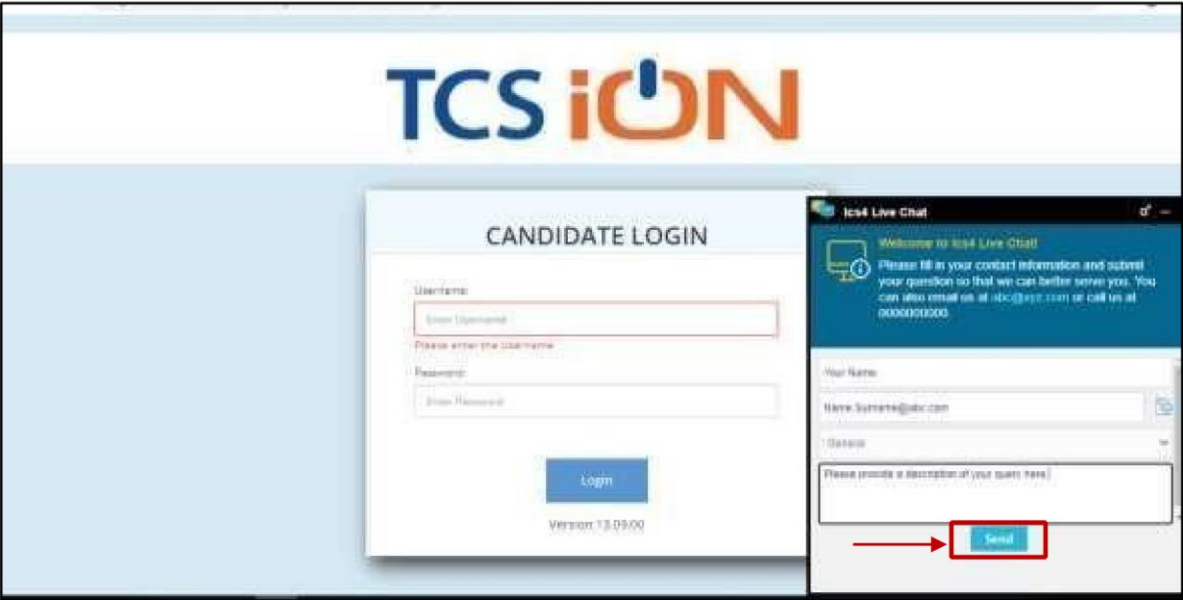 TCS iON
CANDIDATE LOGIN
Username
Enter Username
Please enter the Username
Password
Enter Password
Login
Version 13.09.00
Ics4 Live Chat
Welcome to Ics4 Live Chat!
Please fill in your contact information and submit
your question so that we can better serve you. You
can also email us at abc@xyz.com or call us at
0000000000.
Your Name
Name.Surname@abc.com
General
Please provide a description of your query here.
Send